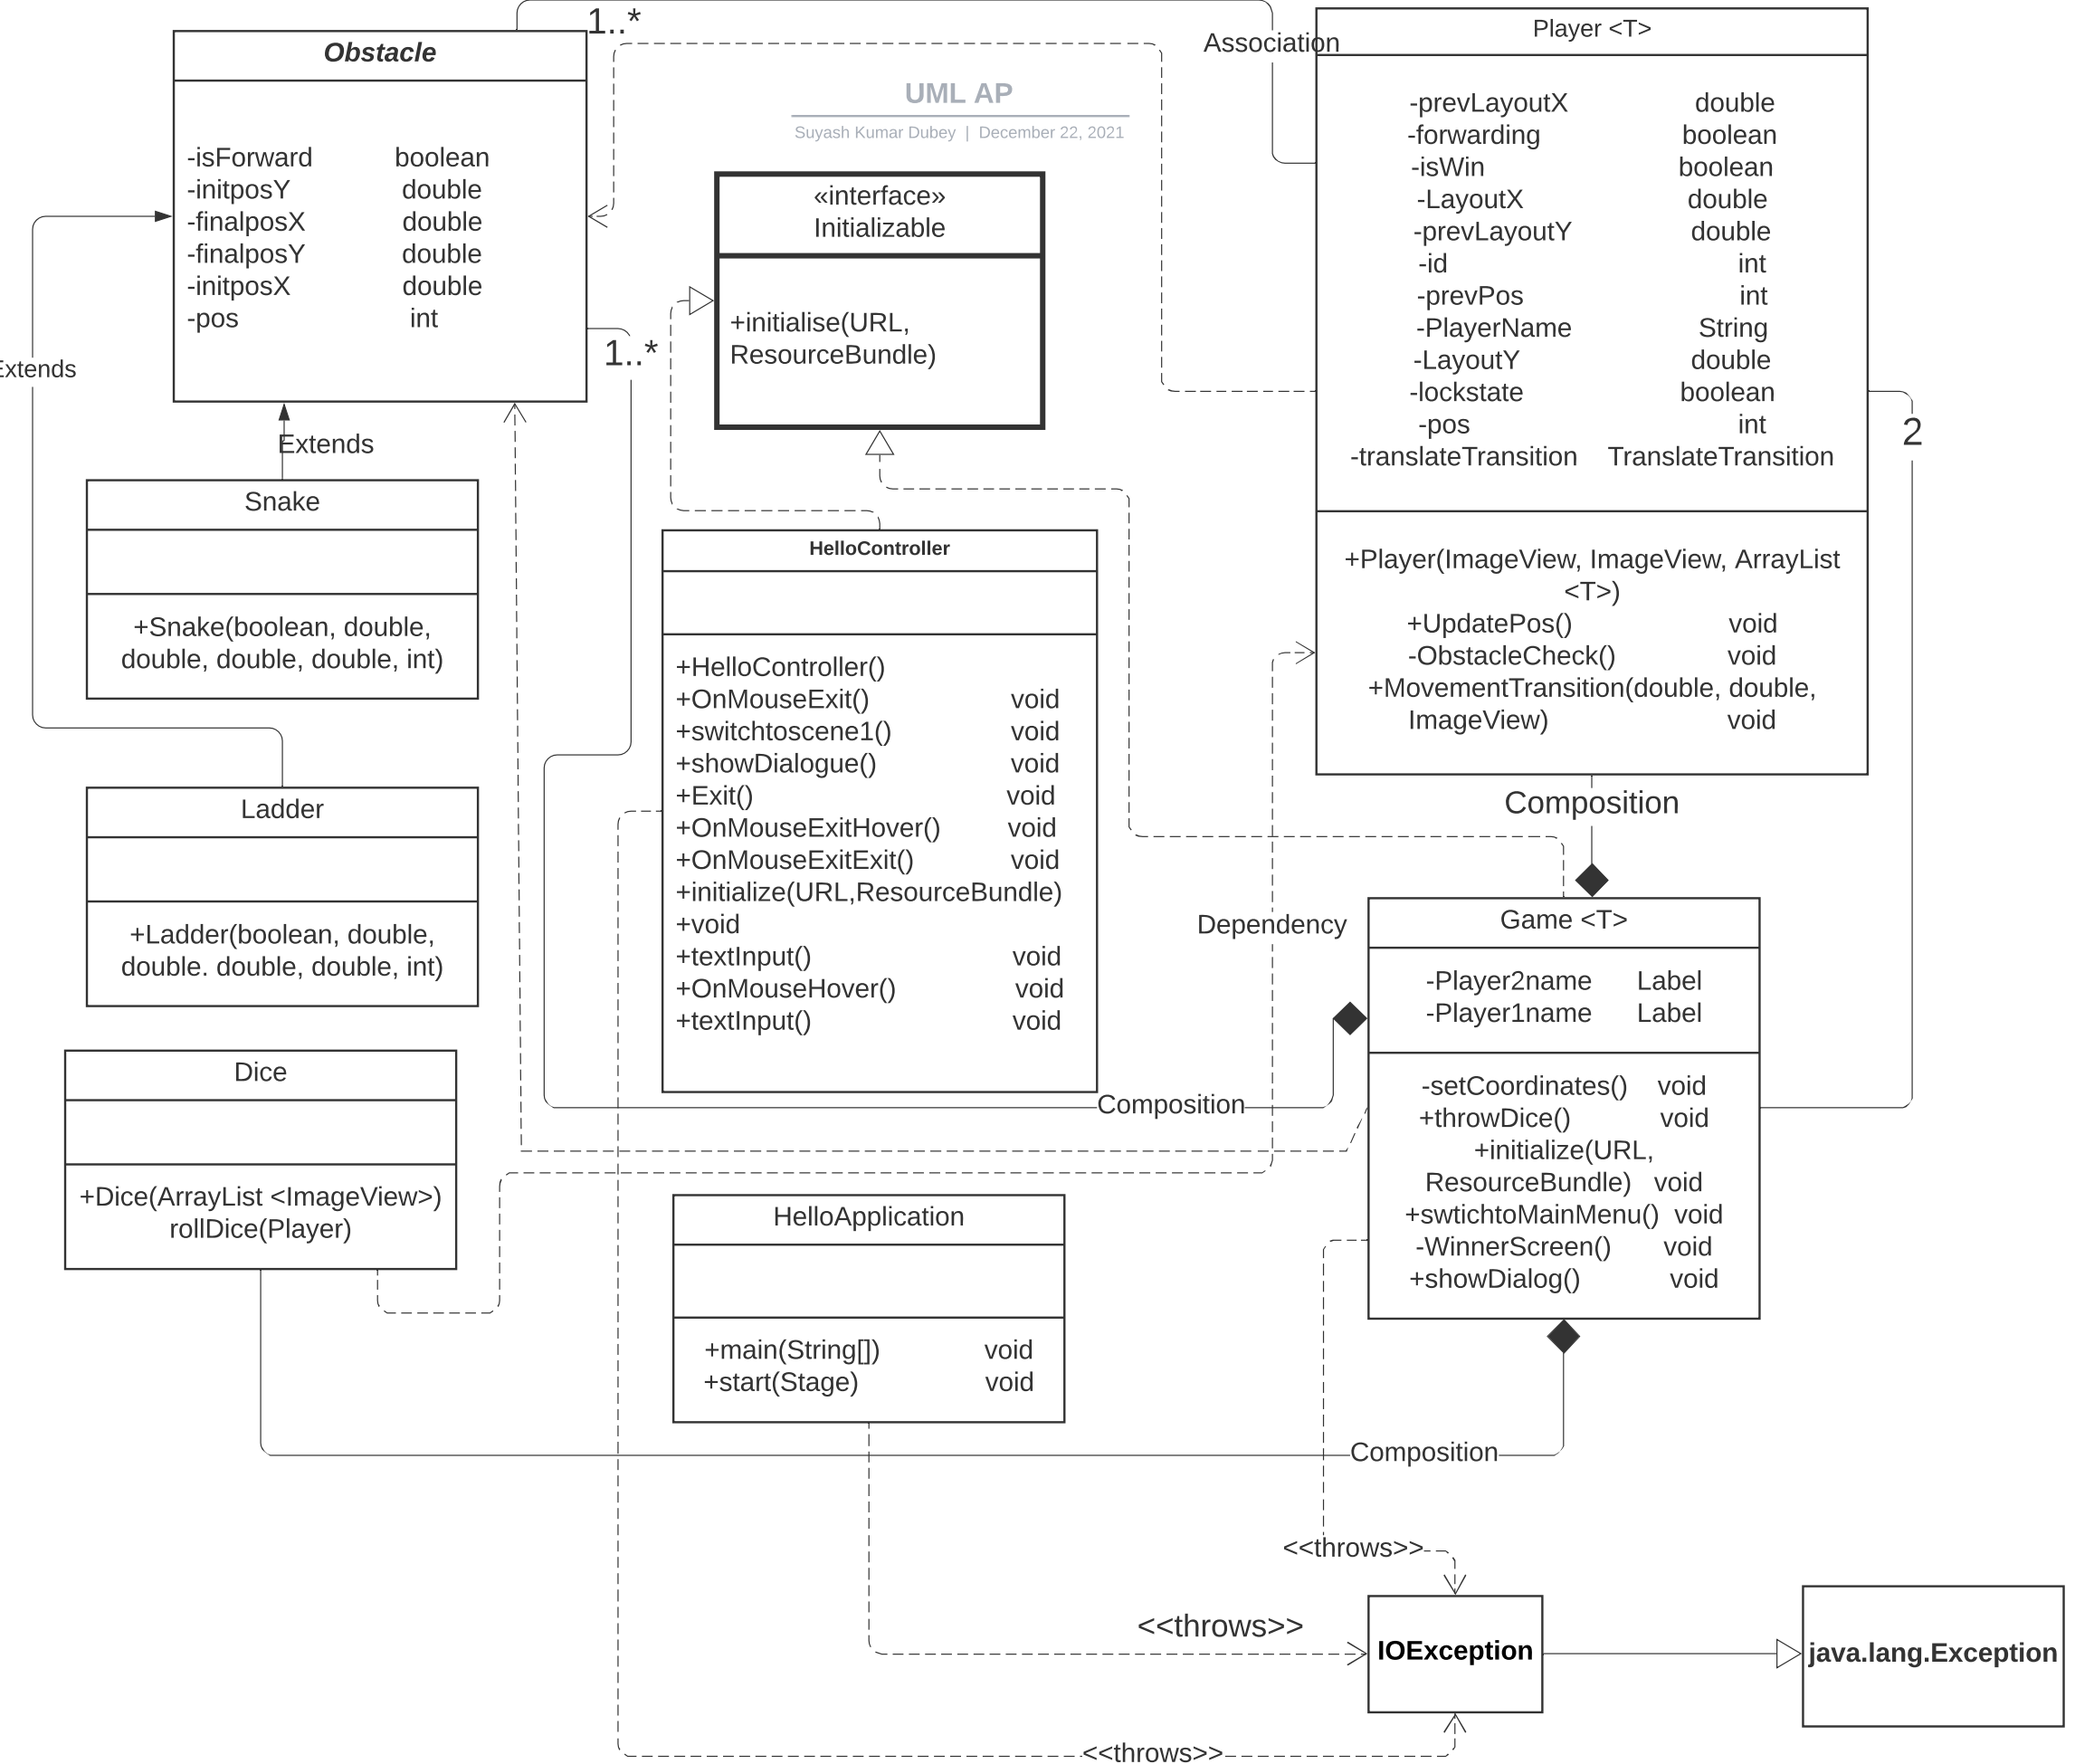 1..*
Association
Obstacle
-isForward boolean
-initposY double
-finalposX double
-finalposY double
-initposX double
-pos int
UML AP
Suyash Kumar Dubey | December 22, 2021
«interface»
Initializable
+initialise(URL,
ResourceBundle)
Player <T>
-prevLayoutX double
-forwarding boolean
-isWin boolean
-LayoutX double
-prevLayoutY double
-id int
-prevPos int
-PlayerName String
-LayoutY double
-lockstate boolean
-pos int
-translateTransition TranslateTransition
+Player(ImageView, ImageView, ArrayList
<T>)
+UpdatePos() void
-ObstacleCheck() void
+MovementTransition(double, double,
ImageView) void
1..*
2
Extends
Extends
Snake
+Snake(boolean, double,
double, double, double, int)
Ladder
+Ladder(boolean, double,
double. double, double, int)
HelloController
+HelloController()
+OnMouseExit() void
+switchtoscene1() void
+showDialogue() void
+Exit() void
+OnMouseExitHover() void
+OnMouseExitExit() void
+initialize(URL,ResourceBundle)
+void
+textInput() void
+OnMouseHover() void
+textInput() void
Composition
Dependency
Game <T>
-Player2name Label
-Player1name Label
-setCoordinates() void
+throwDice() void
+initialize(URL,
ResourceBundle) void
+swtichtoMainMenu() void
-WinnerScreen() void
+showDialog() void
Composition
Dice
+Dice(ArrayList <ImageView>)
rollDice(Player)
HelloApplication
+main(String[]) void
+start(Stage) void
Composition
<<throws>>
<<throws>>
IOException
java.lang.Exception
<<throws>>